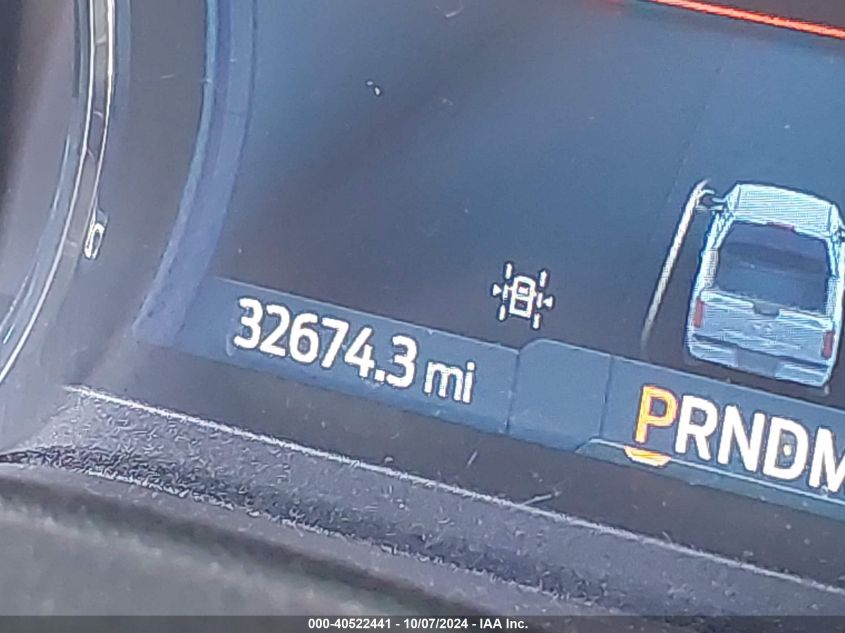 32674.3 mi
PRNDM
000-40522441 - 10/07/2024 - IAA Inc.